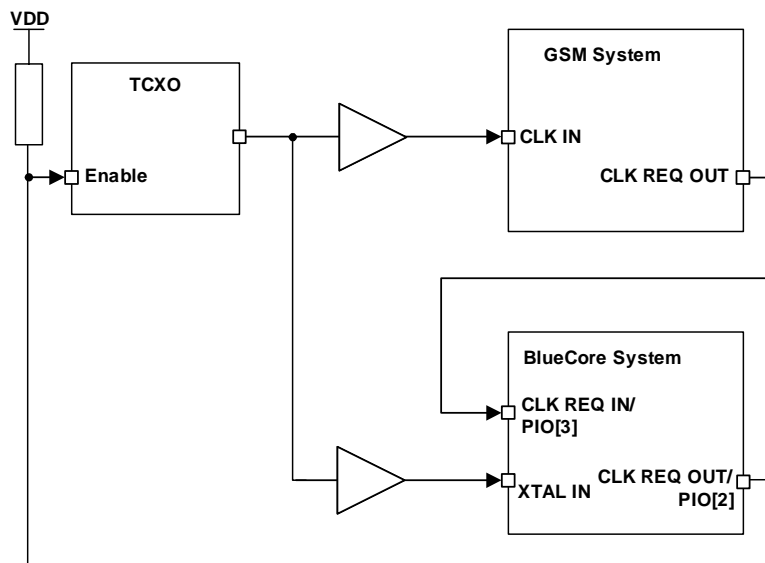 VDD
TCXO
Enable
GSM System
CLK IN
CLK REQ OUT
BlueCore System
CLK REQ IN/
PIO[3]
XTAL IN
CLK REQ OUT/
PIO[2]